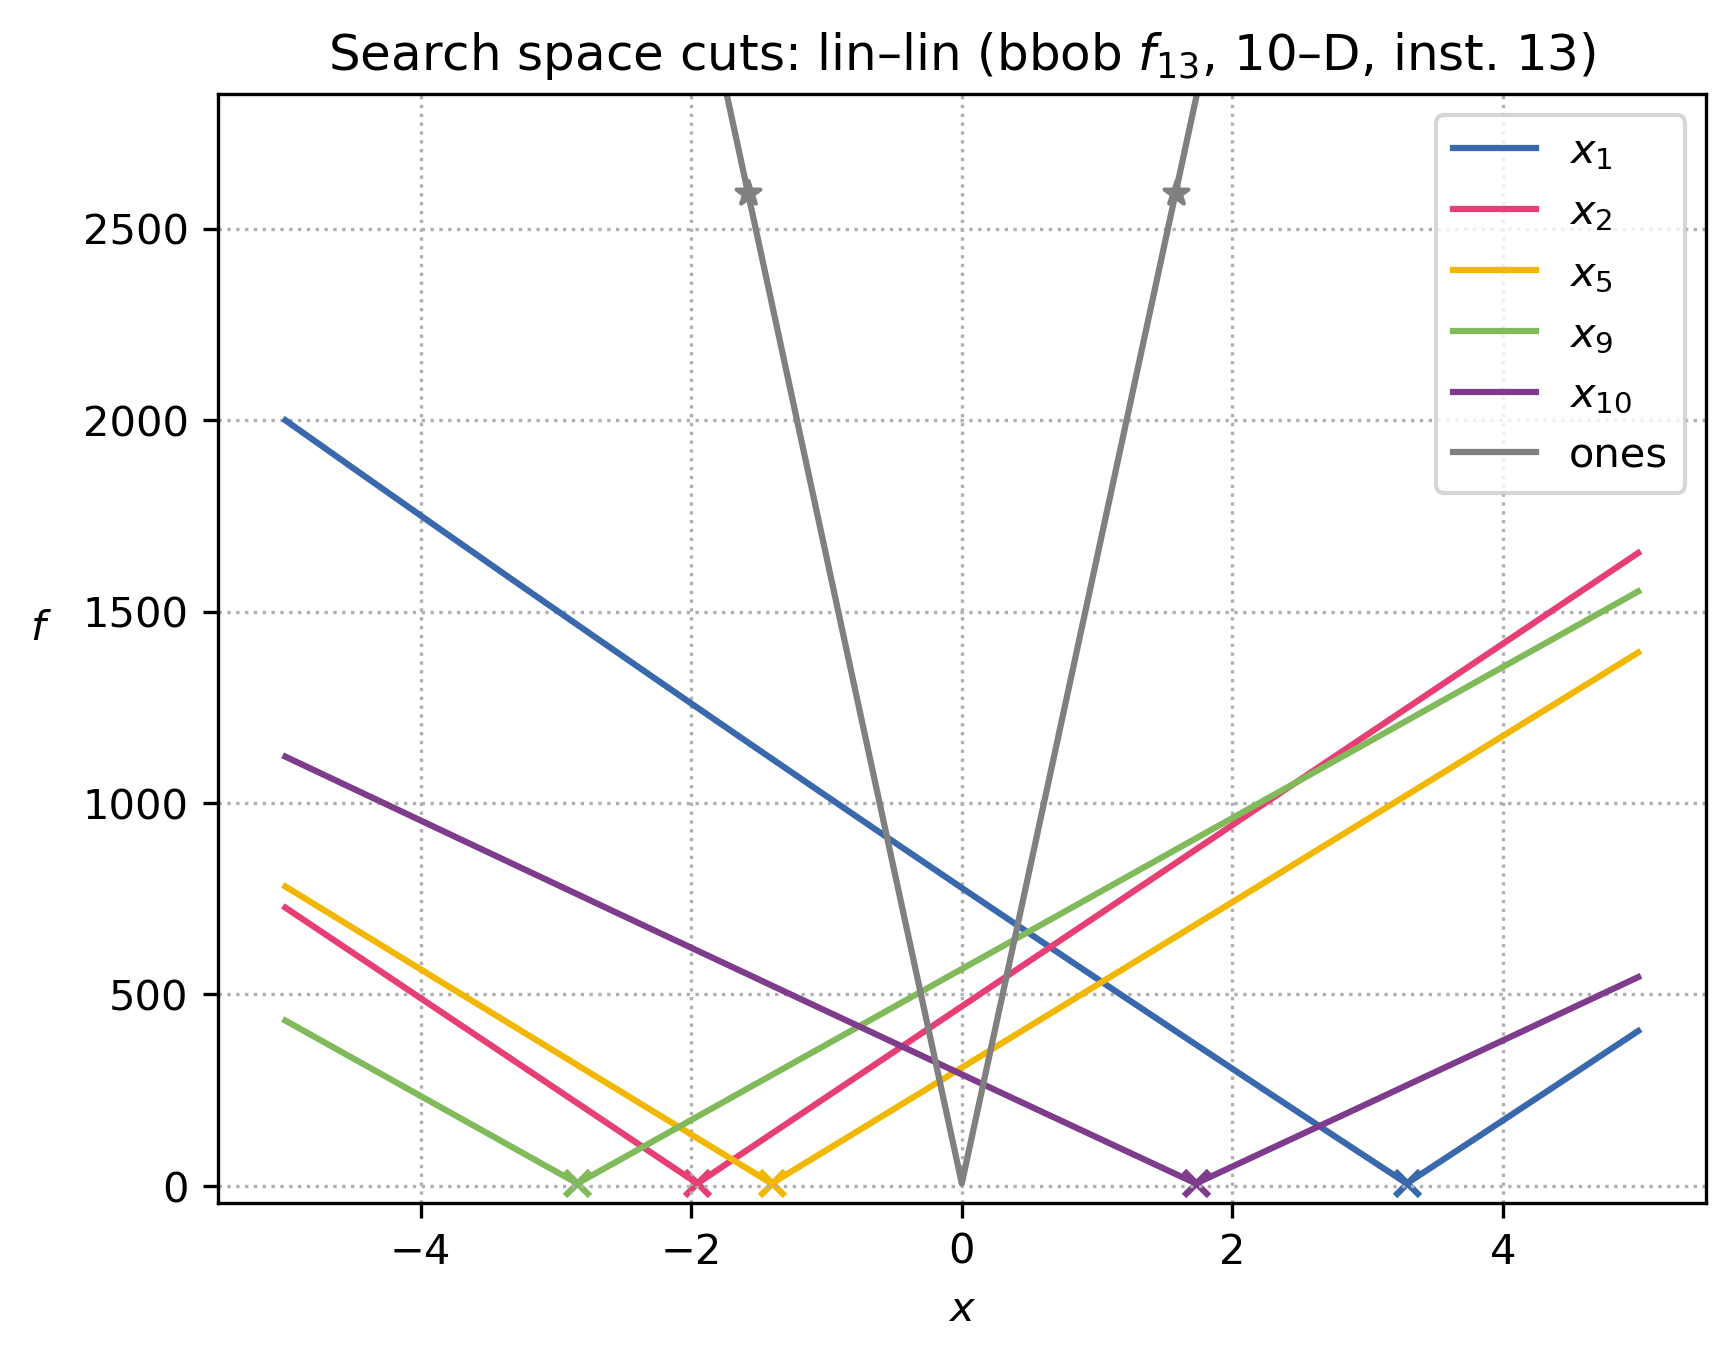 Search space cuts: lin–lin (bbob f₁₃, 10–D, inst. 13)
x₁
x₂
x₅
x₉
x₁₀
ones
2500
2000
1500
1000
500
0
f
−4 −2 0 2 4
x